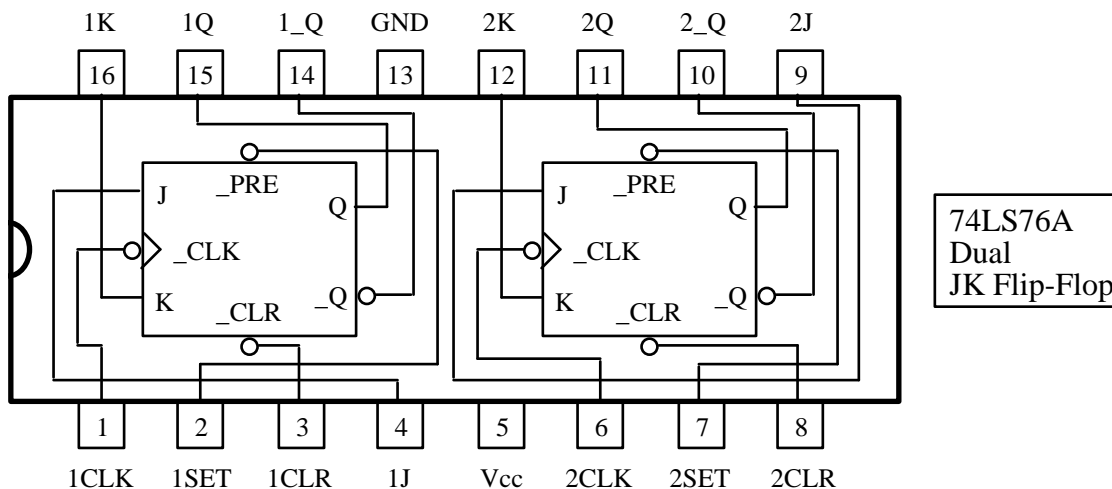 1K 1Q 1_Q GND 2K 2Q 2_Q 2J
16 15 14 13 12 11 10 9
_PRE _PRE
J Q J Q
_CLK _CLK
K _Q K _Q
_CLR _CLR
74LS76A
Dual
JK Flip-Flop
1 2 3 4 5 6 7 8
1CLK 1SET 1CLR 1J Vcc 2CLK 2SET 2CLR